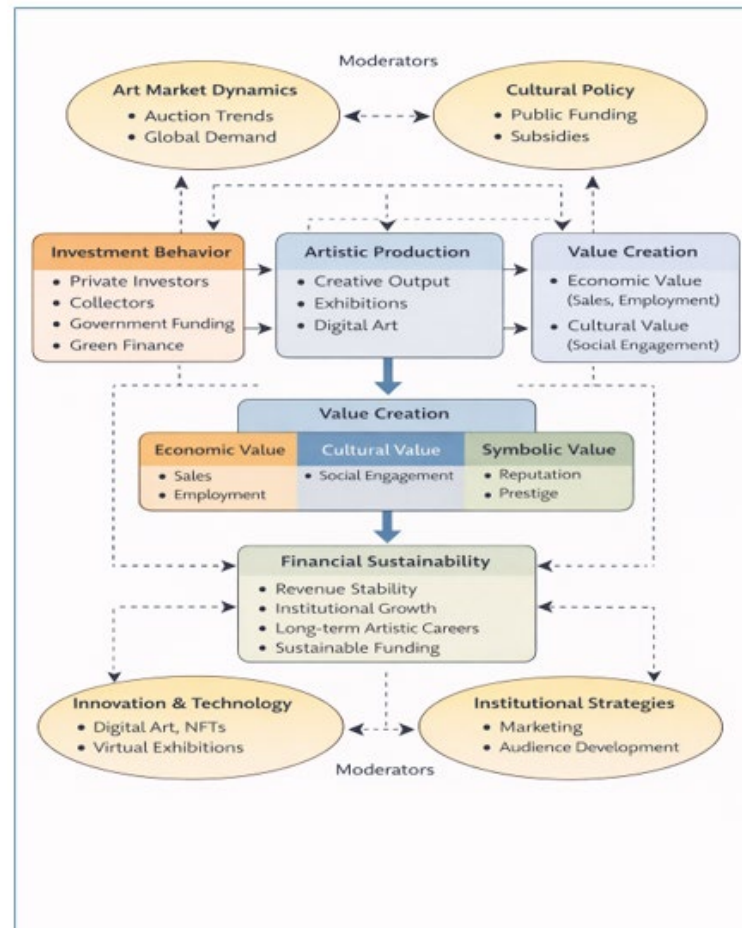 Moderators
Art Market Dynamics
• Auction Trends
• Global Demand
Cultural Policy
• Public Funding
• Subsidies
Investment Behavior
• Private Investors
• Collectors
• Government Funding
• Green Finance
Artistic Production
• Creative Output
• Exhibitions
• Digital Art
Value Creation
• Economic Value
(Sales, Employment)
• Cultural Value
(Social Engagement)
Value Creation
Economic Value
• Sales
• Employment
Cultural Value
• Social Engagement
Symbolic Value
• Reputation
• Prestige
Financial Sustainability
• Revenue Stability
• Institutional Growth
• Long-term Artistic Careers
• Sustainable Funding
Innovation & Technology
• Digital Art, NFTs
• Virtual Exhibitions
Institutional Strategies
• Marketing
• Audience Development
Moderators